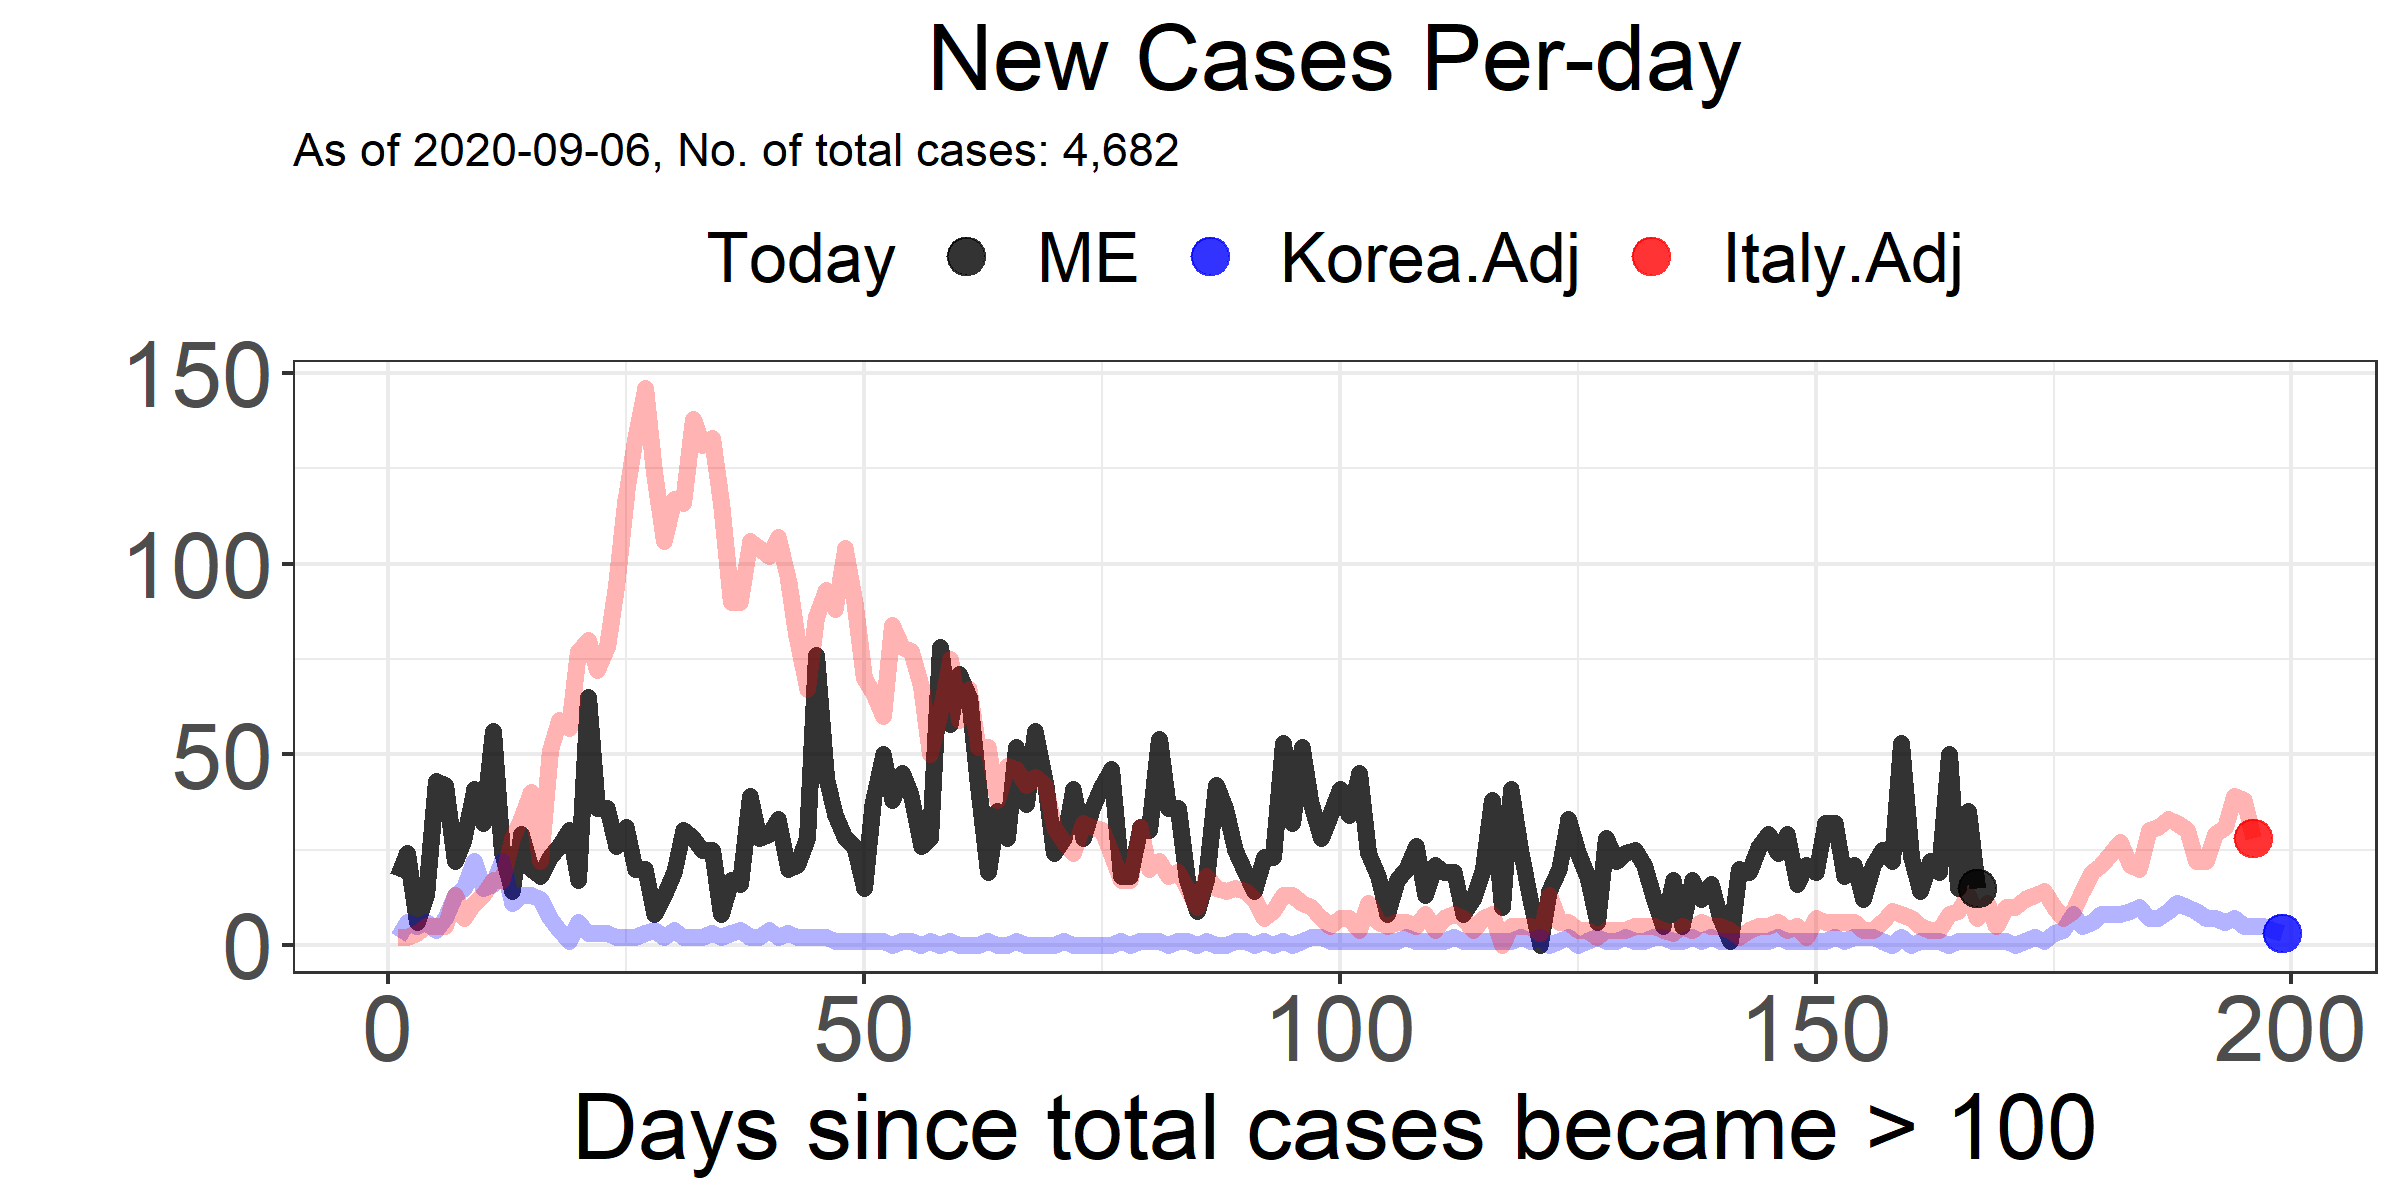 New Cases Per-day
As of 2020-09-06, No. of total cases: 4,682
Today ME Korea.Adj Italy.Adj
150
100
50
0
0 50 100 150 200
Days since total cases became > 100